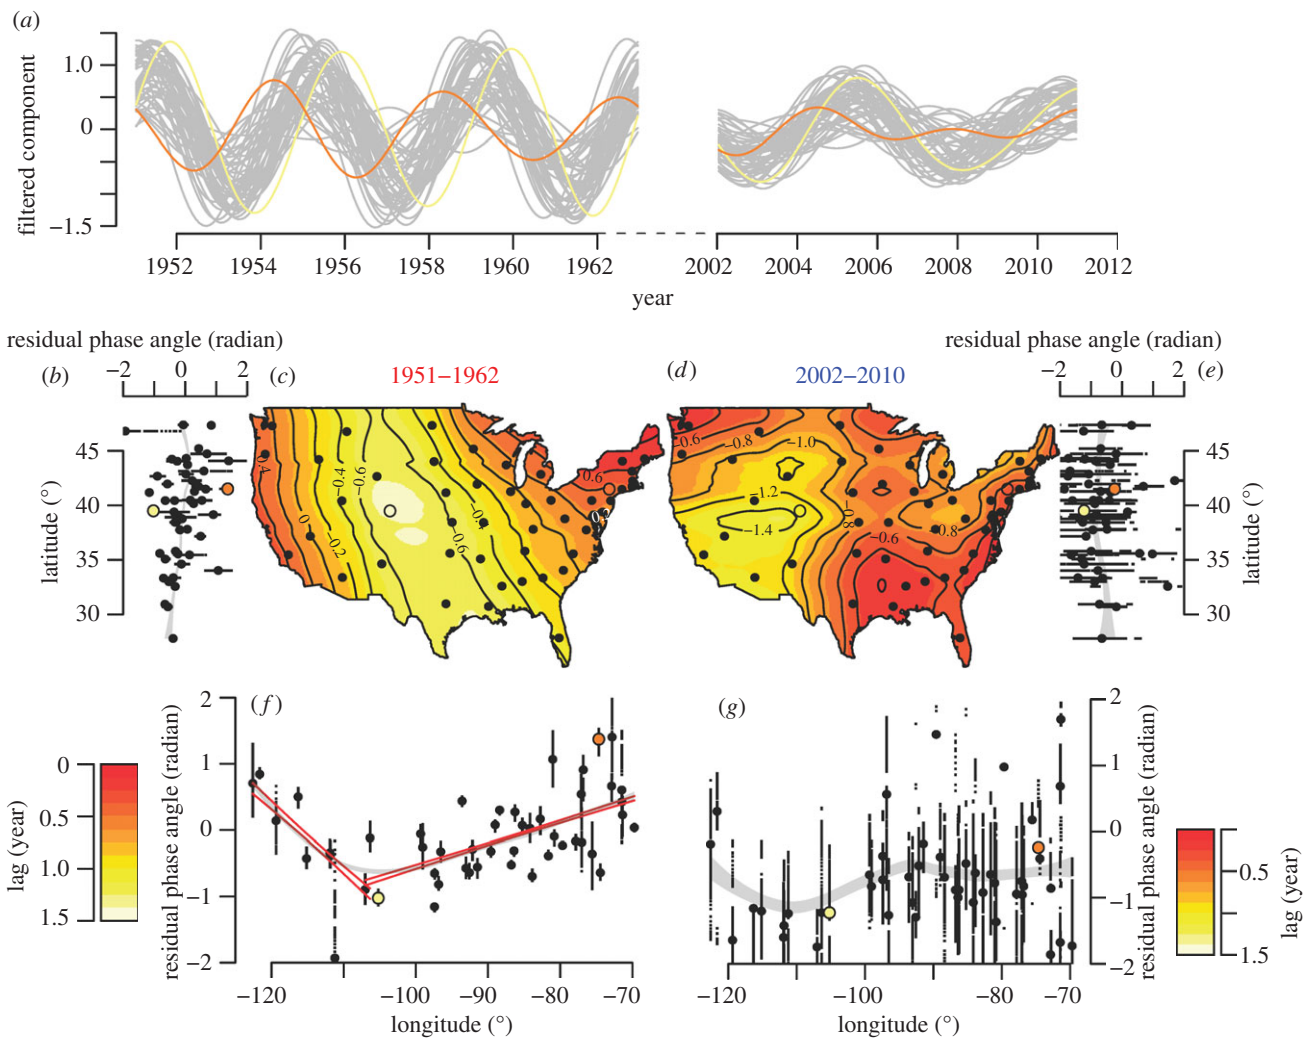 (a)
filtered component
1.0
0
−1.5
1952 1954 1956 1958 1960 1962 2002 2004 2006 2008 2010 2012
year
residual phase angle (radian)
−2 0 2
(b)
(c)
1951–1962
(d)
2002–2010
residual phase angle (radian)
−2 0 2
(e)
latitude (°)
45
40
35
30
0
−0.2
−0.4
−0.6
−0.6
0.6
−0.6
−0.8
−1.0
−1.2
−1.4
−0.8
−0.6
0.8
45
40
35
30
latitude (°)
lag (year)
0
0.5
1.0
1.5
(f)
residual phase angle (radian)
2
1
0
−1
−2
−120 −100 −90 −80 −70
longitude (°)
(g)
2
1
0
−1
−2
residual phase angle (radian)
−120 −100 −80 −70
longitude (°)
0.5
1.5
lag (year)